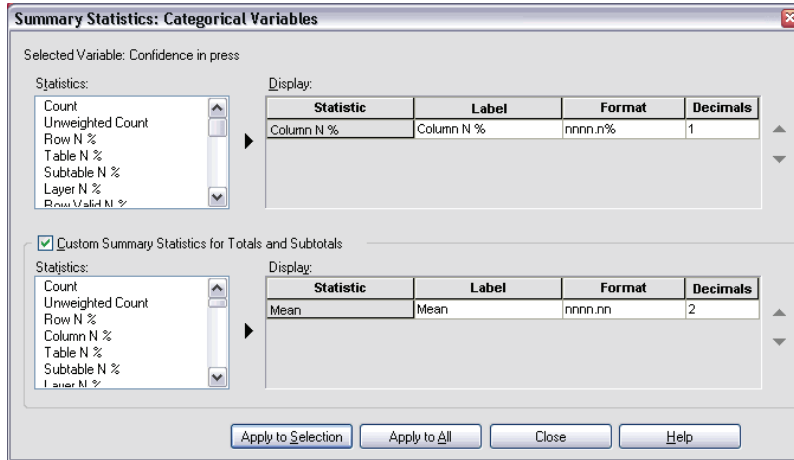 Summary Statistics: Categorical Variables
Selected Variable: Confidence in press
Statistics:
Display:
Count
Unweighted Count
Row N %
Table N %
Subtable N %
Layer N %
Row Valid N %
Statistic Label Format Decimals
Column N % Column N % nnnn.n% 1
Custom Summary Statistics for Totals and Subtotals
Statistics:
Display:
Count
Unweighted Count
Row N %
Column N %
Table N %
Subtable N %
Layer N %
Statistic Label Format Decimals
Mean Mean nnnn.nn 2
Apply to Selection Apply to All Close Help